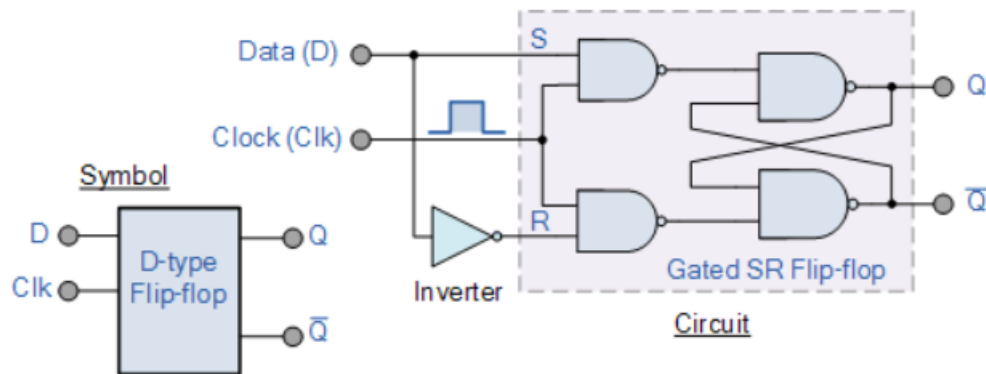 Data (D)
S
Q
Clock (Clk)
Symbol
D
Q
D-type
Flip-flop
Clk
Q̅
R
Inverter
Gated SR Flip-flop
Q̅
Circuit